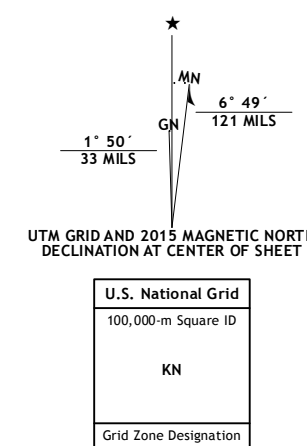 ★
MN
6° 49´
121 MILS
GN
1° 50´
33 MILS
UTM GRID AND 2015 MAGNETIC NORT
DECLINATION AT CENTER OF SHEET
U.S. National Grid
100,000-m Square ID
KN
Grid Zone Designation